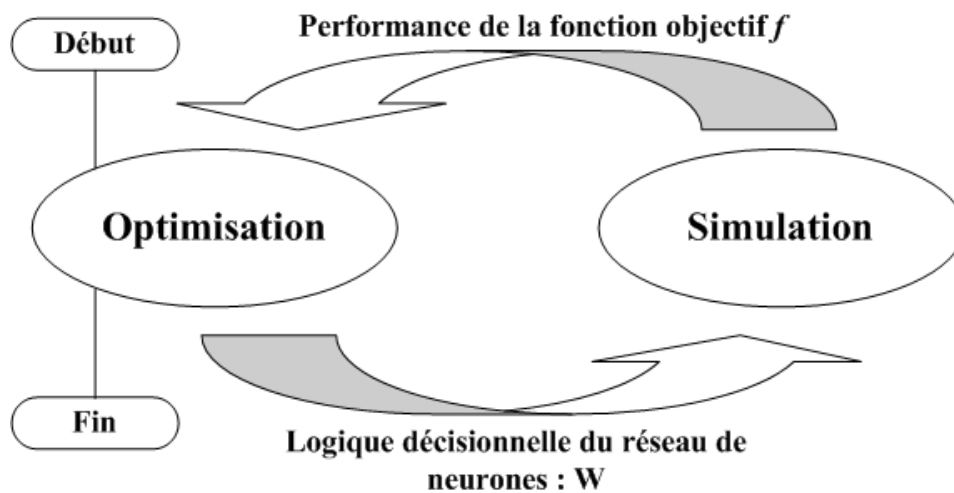 Performance de la fonction objectif f
Début
Optimisation
Simulation
Fin
Logique décisionnelle du réseau de
neurones : W